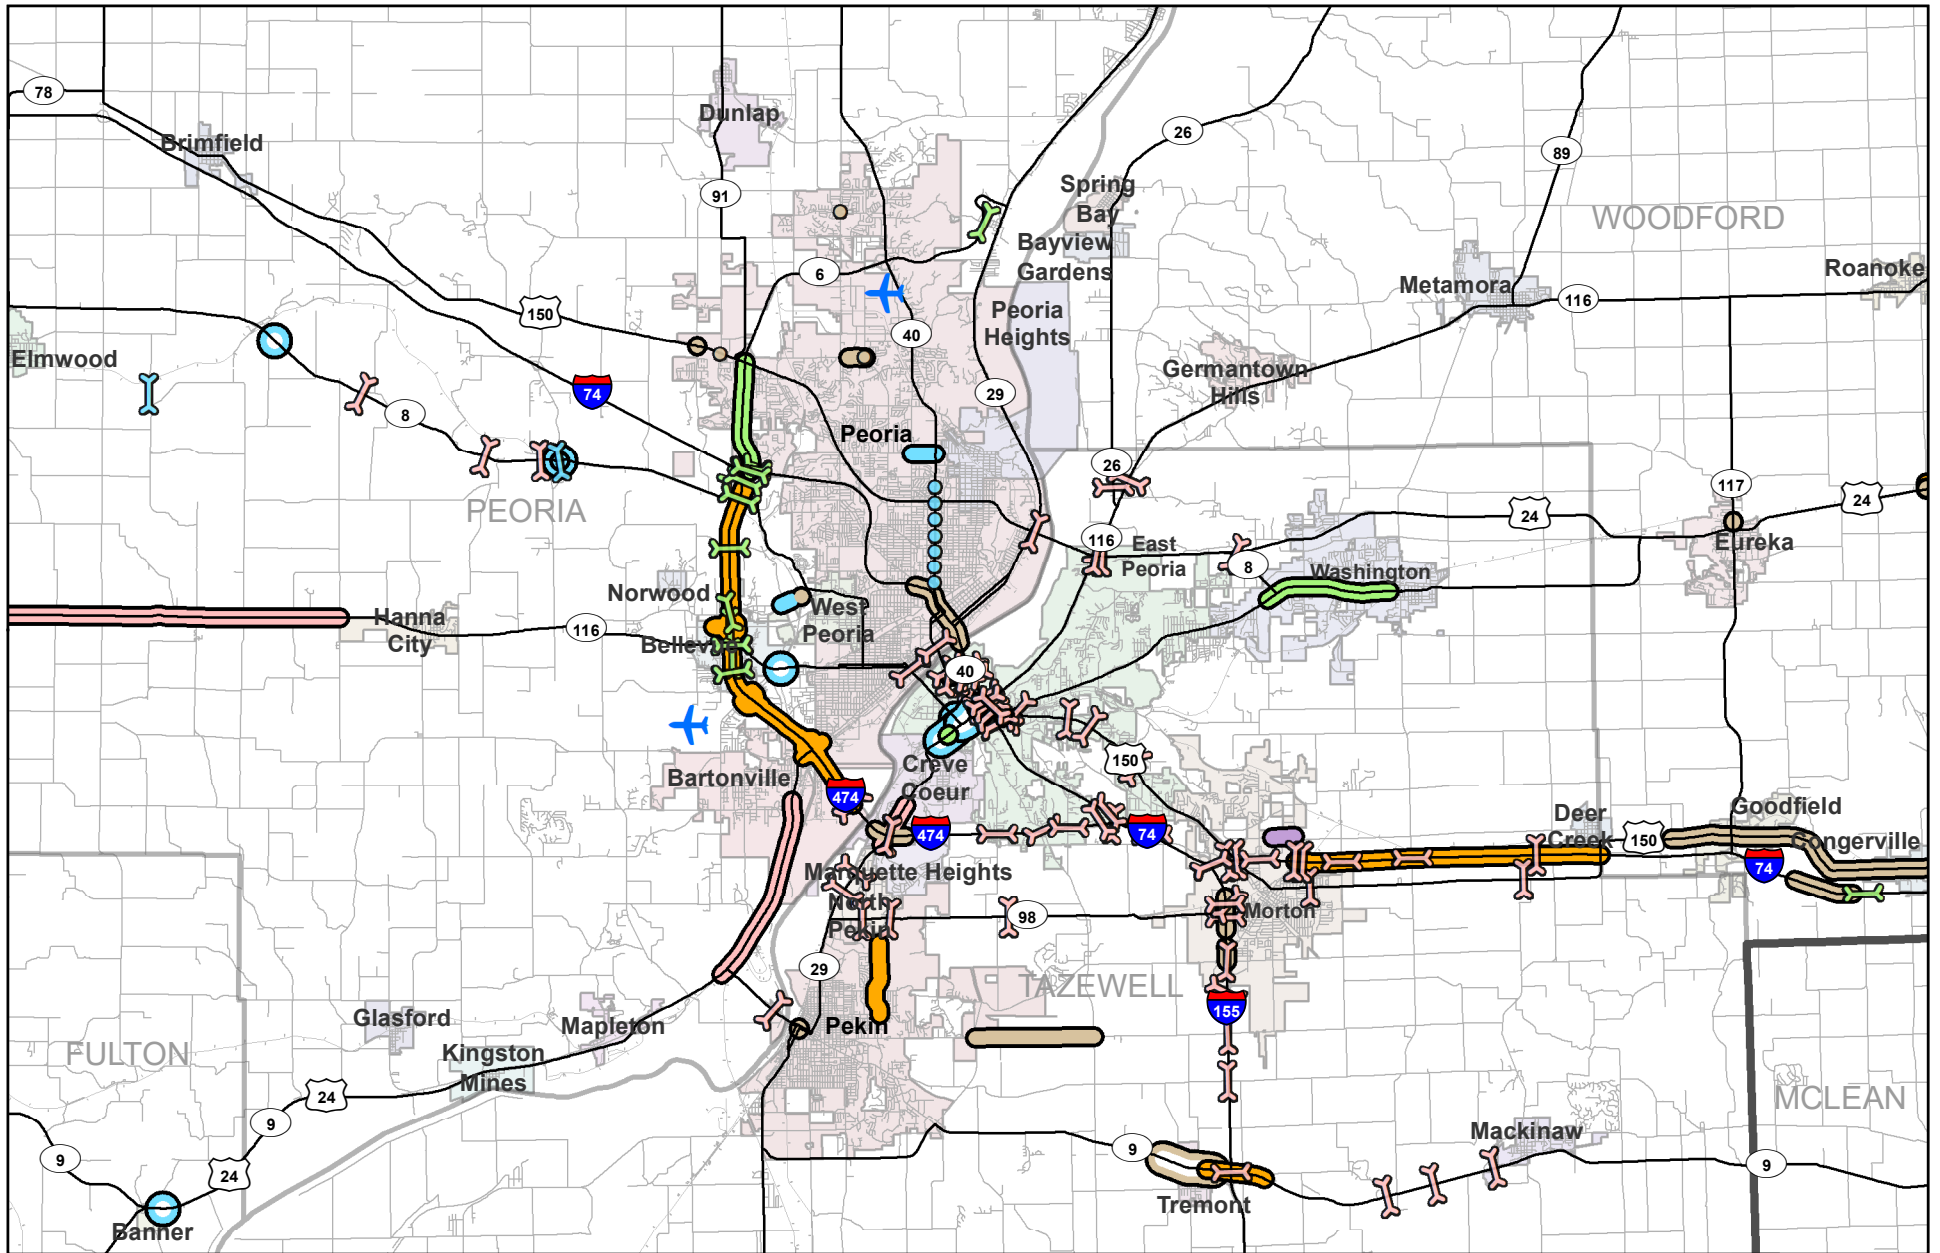 78
Brimfield
Dunlap
91
26
89
Spring
Bay
Bayview
Gardens
WOODFORD
6
Roanoke
Metamora
116
150
Peoria
Heights
40
Elmwood
74
8
29
Germantown
Hills
Peoria
PEORIA
26
117
24
24
116
East
Peoria
Eureka
8
Washington
Norwood
West
Peoria
Hanna
City
116
Bellevue
40
Creve
Coeur
150
Bartonville
474
474
74
Deer
Creek
Goodfield
150
Congerville
74
Marquette Heights
North
Pekin
98
Morton
29
TAZEWELL
155
Pekin
Glasford
Mapleton
FULTON
Kingston
Mines
24
9
MCLEAN
Mackinaw
9
24
9
9
Tremont
Banner